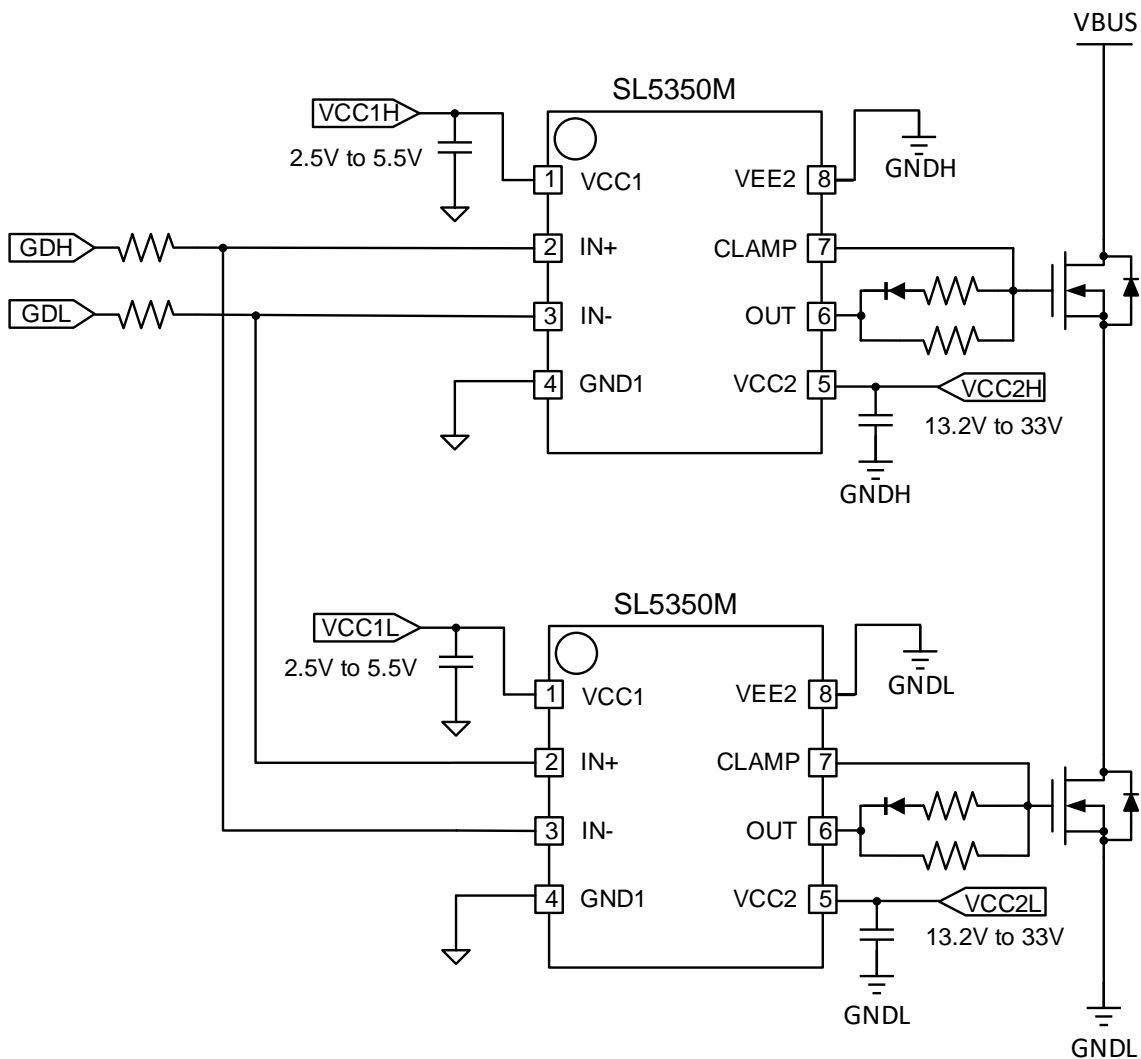 VBUS
SL5350M
VCC1H
2.5V to 5.5V
GNDH
1 VCC1 VEE2 8
GDH
2 IN+ CLAMP 7
GDL
3 IN- OUT 6
4 GND1 VCC2 5
VCC2H
13.2V to 33V
GNDH
SL5350M
VCC1L
2.5V to 5.5V
GNDL
1 VCC1 VEE2 8
2 IN+ CLAMP 7
3 IN- OUT 6
4 GND1 VCC2 5
VCC2L
13.2V to 33V
GNDL
GNDL